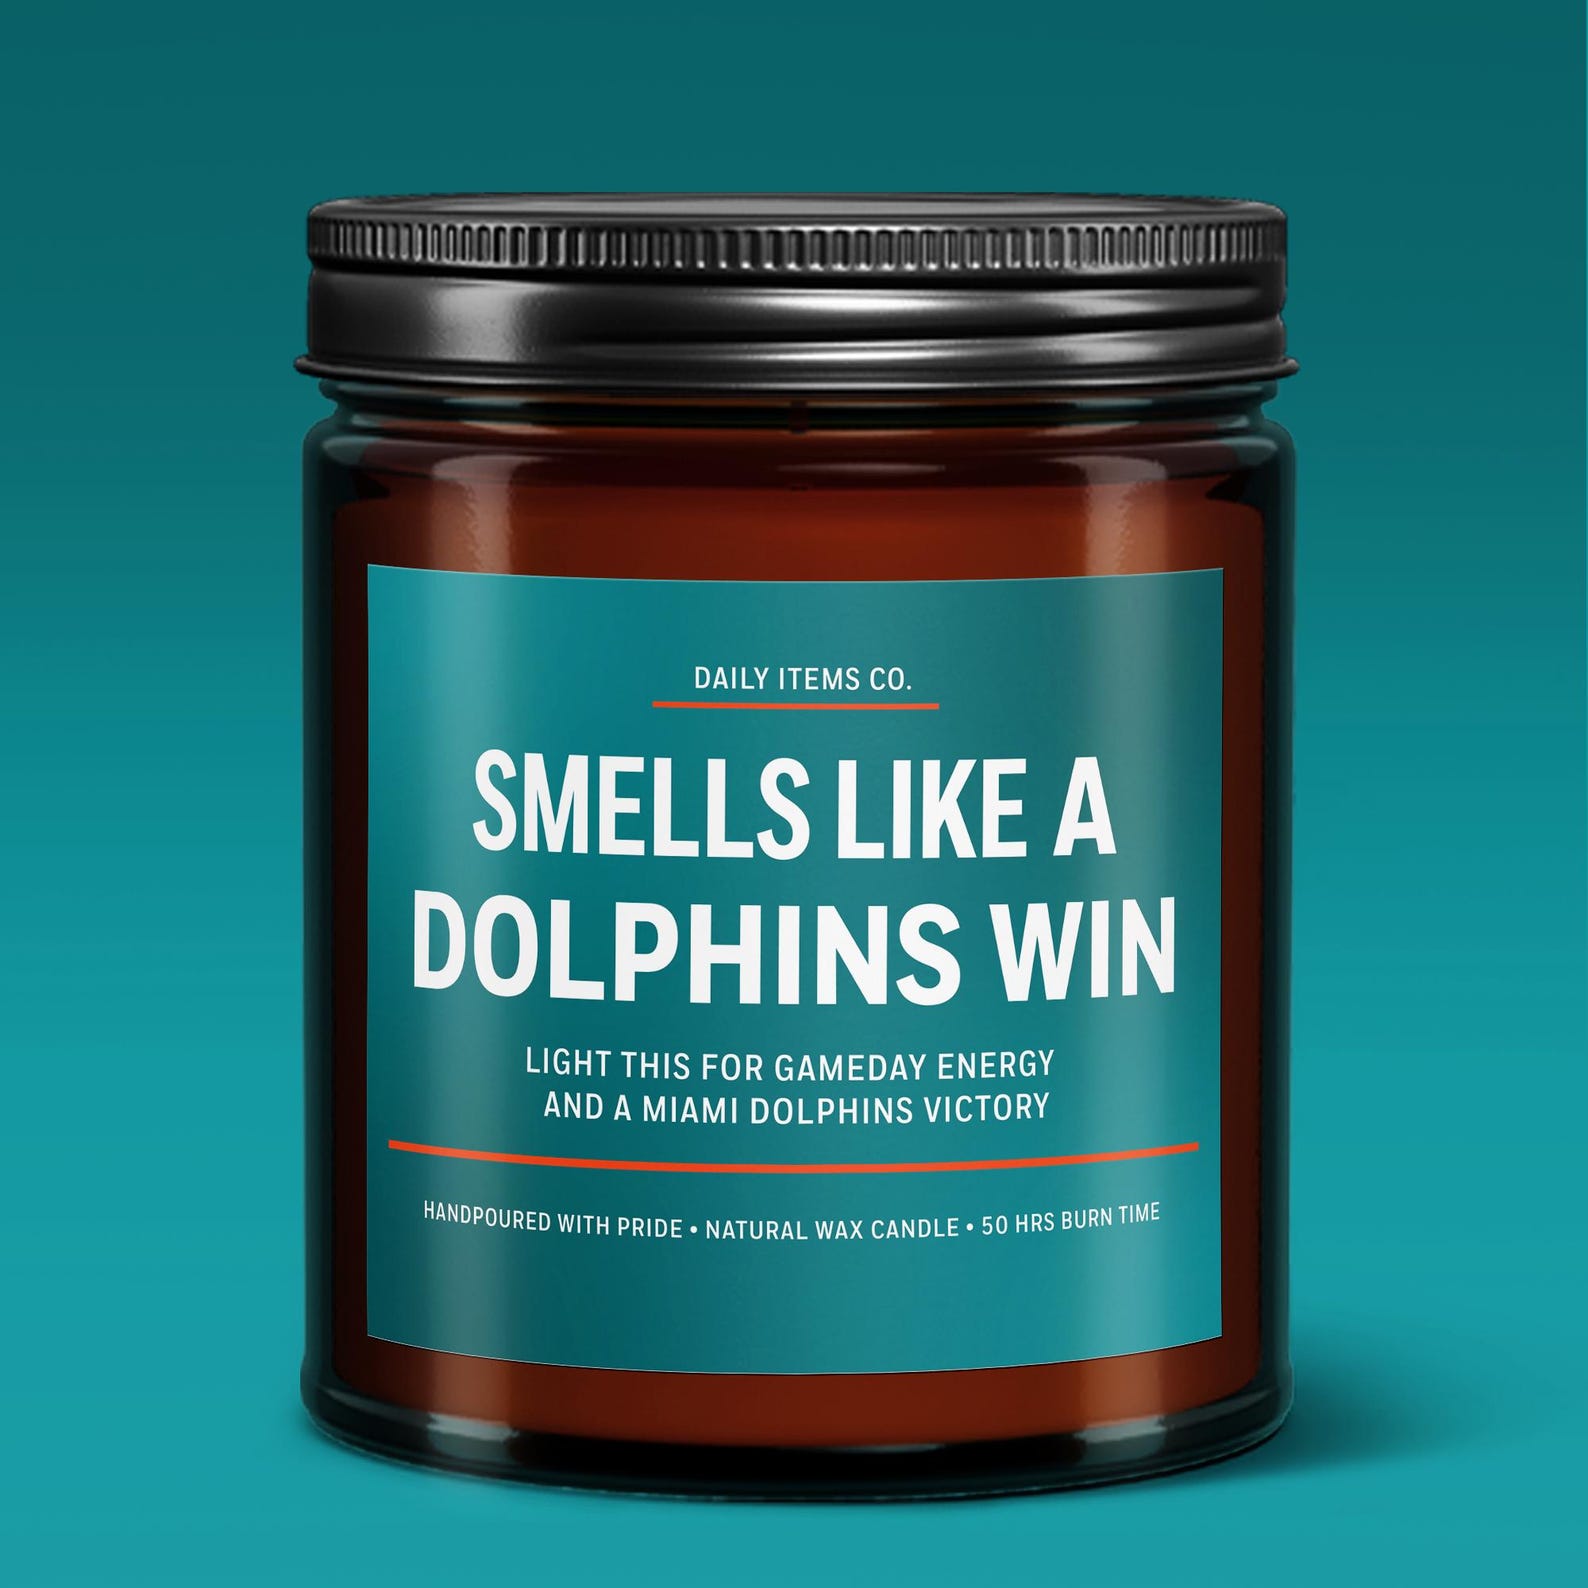 DAILY ITEMS CO.
SMELLS LIKE A
DOLPHINS WIN
LIGHT THIS FOR GAMEDAY ENERGY
AND A MIAMI DOLPHINS VICTORY
HANDPOURED WITH PRIDE • NATURAL WAX CANDLE • 50 HRS BURN TIME